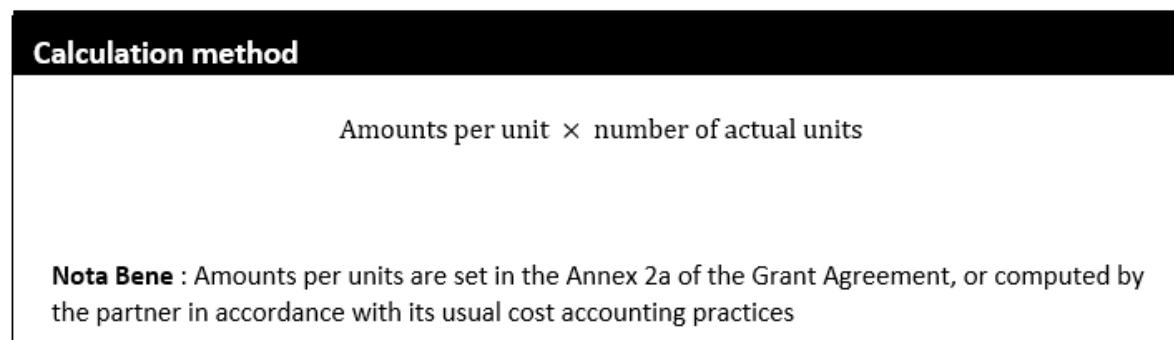 Calculation method
Amounts per unit × number of actual units
Nota Bene : Amounts per units are set in the Annex 2a of the Grant Agreement, or computed by
the partner in accordance with its usual cost accounting practices